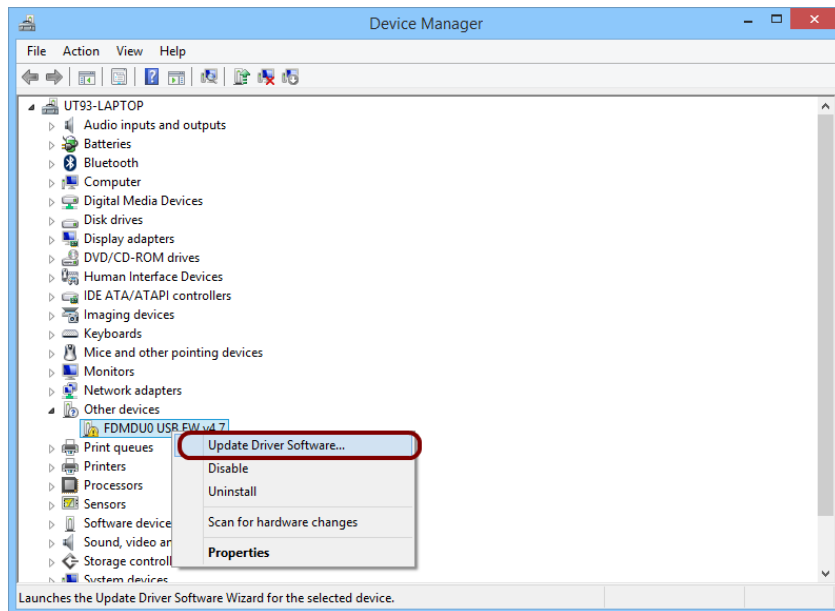 Device Manager
File Action View Help
UT93-LAPTOP
Audio inputs and outputs
Batteries
Bluetooth
Computer
Digital Media Devices
Disk drives
Display adapters
DVD/CD-ROM drives
Human Interface Devices
IDE ATA/ATAPI controllers
Imaging devices
Keyboards
Mice and other pointing devices
Monitors
Network adapters
Other devices
FDMDU0 USB FW v4.7
Update Driver Software...
Print queues
Disable
Printers
Processors
Uninstall
Sensors
Software device
Scan for hardware changes
Sound, video an
Properties
Storage controll
System devices
Launches the Update Driver Software Wizard for the selected device.